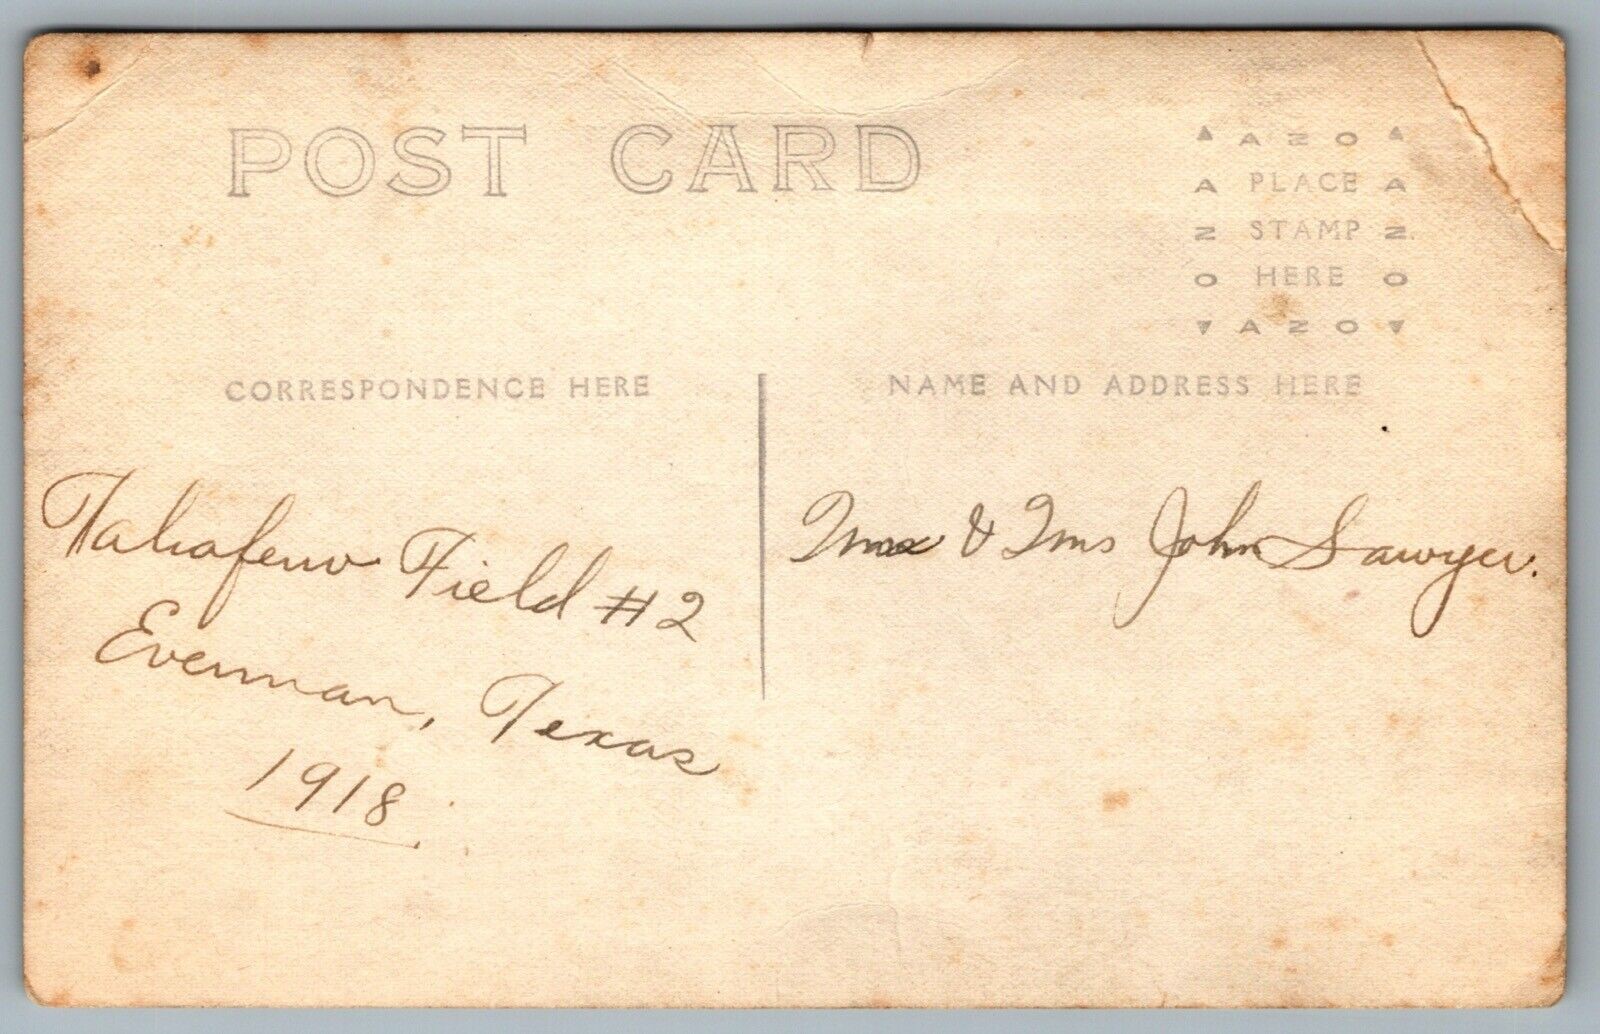 POST CARD
▲ A Z O ▲
A PLACE A
Z STAMP Z
O HERE O
▼ A Z O ▼
CORRESPONDENCE HERE
NAME AND ADDRESS HERE
Taliaferro Field #2
Everman, Texas
1918.
& Mrs John Sawyer.